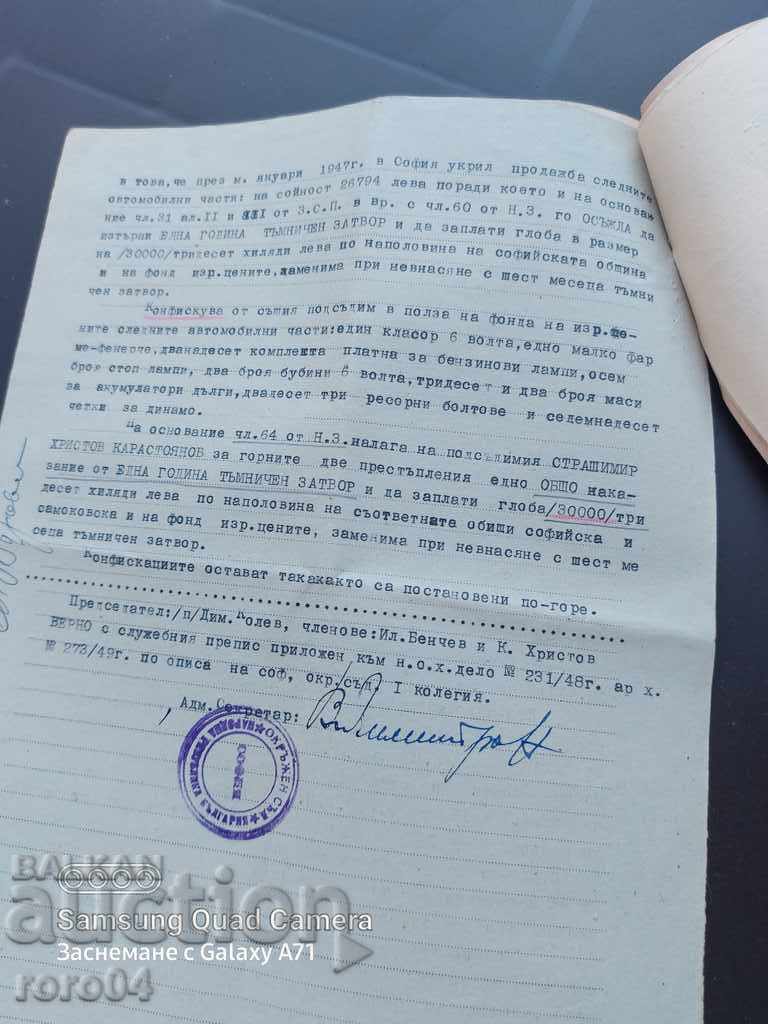 в това, че през м. януари 1947г. в София укрил продажба следните
автомобилни части: на сойност 26794 лева поради което и на основа
ние чл.31 ал.II и III от З.С.П. в вр. с чл.60 от Н.З. го ОСЪЖДА да
изтърпи ЕДНА ГОДИНА ТЪМНИЧЕН ЗАТВОР и да заплати глоба в размер
на /30000/тридесет хиляди лева по наполовина на софийската община
и на фонд изр.цените, заменима при невнасяне с шест месеца тъмни
чен затвор.
Конфискува от същия подсъдим в полза на фонда на изр.це-
ните следните автомобилни части:един класор 6 волта,едно малко фар
ме-фенерче,дванадесет комплекта платна за бензинови лампи,осем
броя стоп лампи, два броя бубини 6 волта,тридесет и два броя маси
за акумулатори дълги,двадесет три ресорни болтове и седемнадесет
четки за динамо.
На основание чл.64 от Н.З.налага на подсъдимия СТРАШИМИР
ХРИСТОВ КАРАСТОЯНОВ за горните две престъпления едно ОБЩО нака-
зание от ЕДНА ГОДИНА ТЪМНИЧЕН ЗАТВОР и да заплати глоба/30000/три
десет хиляди лева по наполовина на съответната общиши софийска и
самоковска и на фонд изр.цените, заменима при невнасяне с шест ме
сеца тъмничен затвор.
Конфискациите остават такакакто са постановени по-горе.
Председател:/п/Дим.Колев, членове:Ил.Бенчев и К. Христов
ВЕРНО с служебния препис приложен към н.о.х.дело № 231/48г. ар х.
№ 273/49г. по описа на соф, окр.съд. I колегия.
Адм.Секретар:
ОКРЪЖЕН СЪД
НАРОДНА РЕПУБЛИКА БЪЛГАРИЯ
СОФИЯ
BALKAN
auction
Samsung Quad Camera
Заснемане с Galaxy A71
roro04